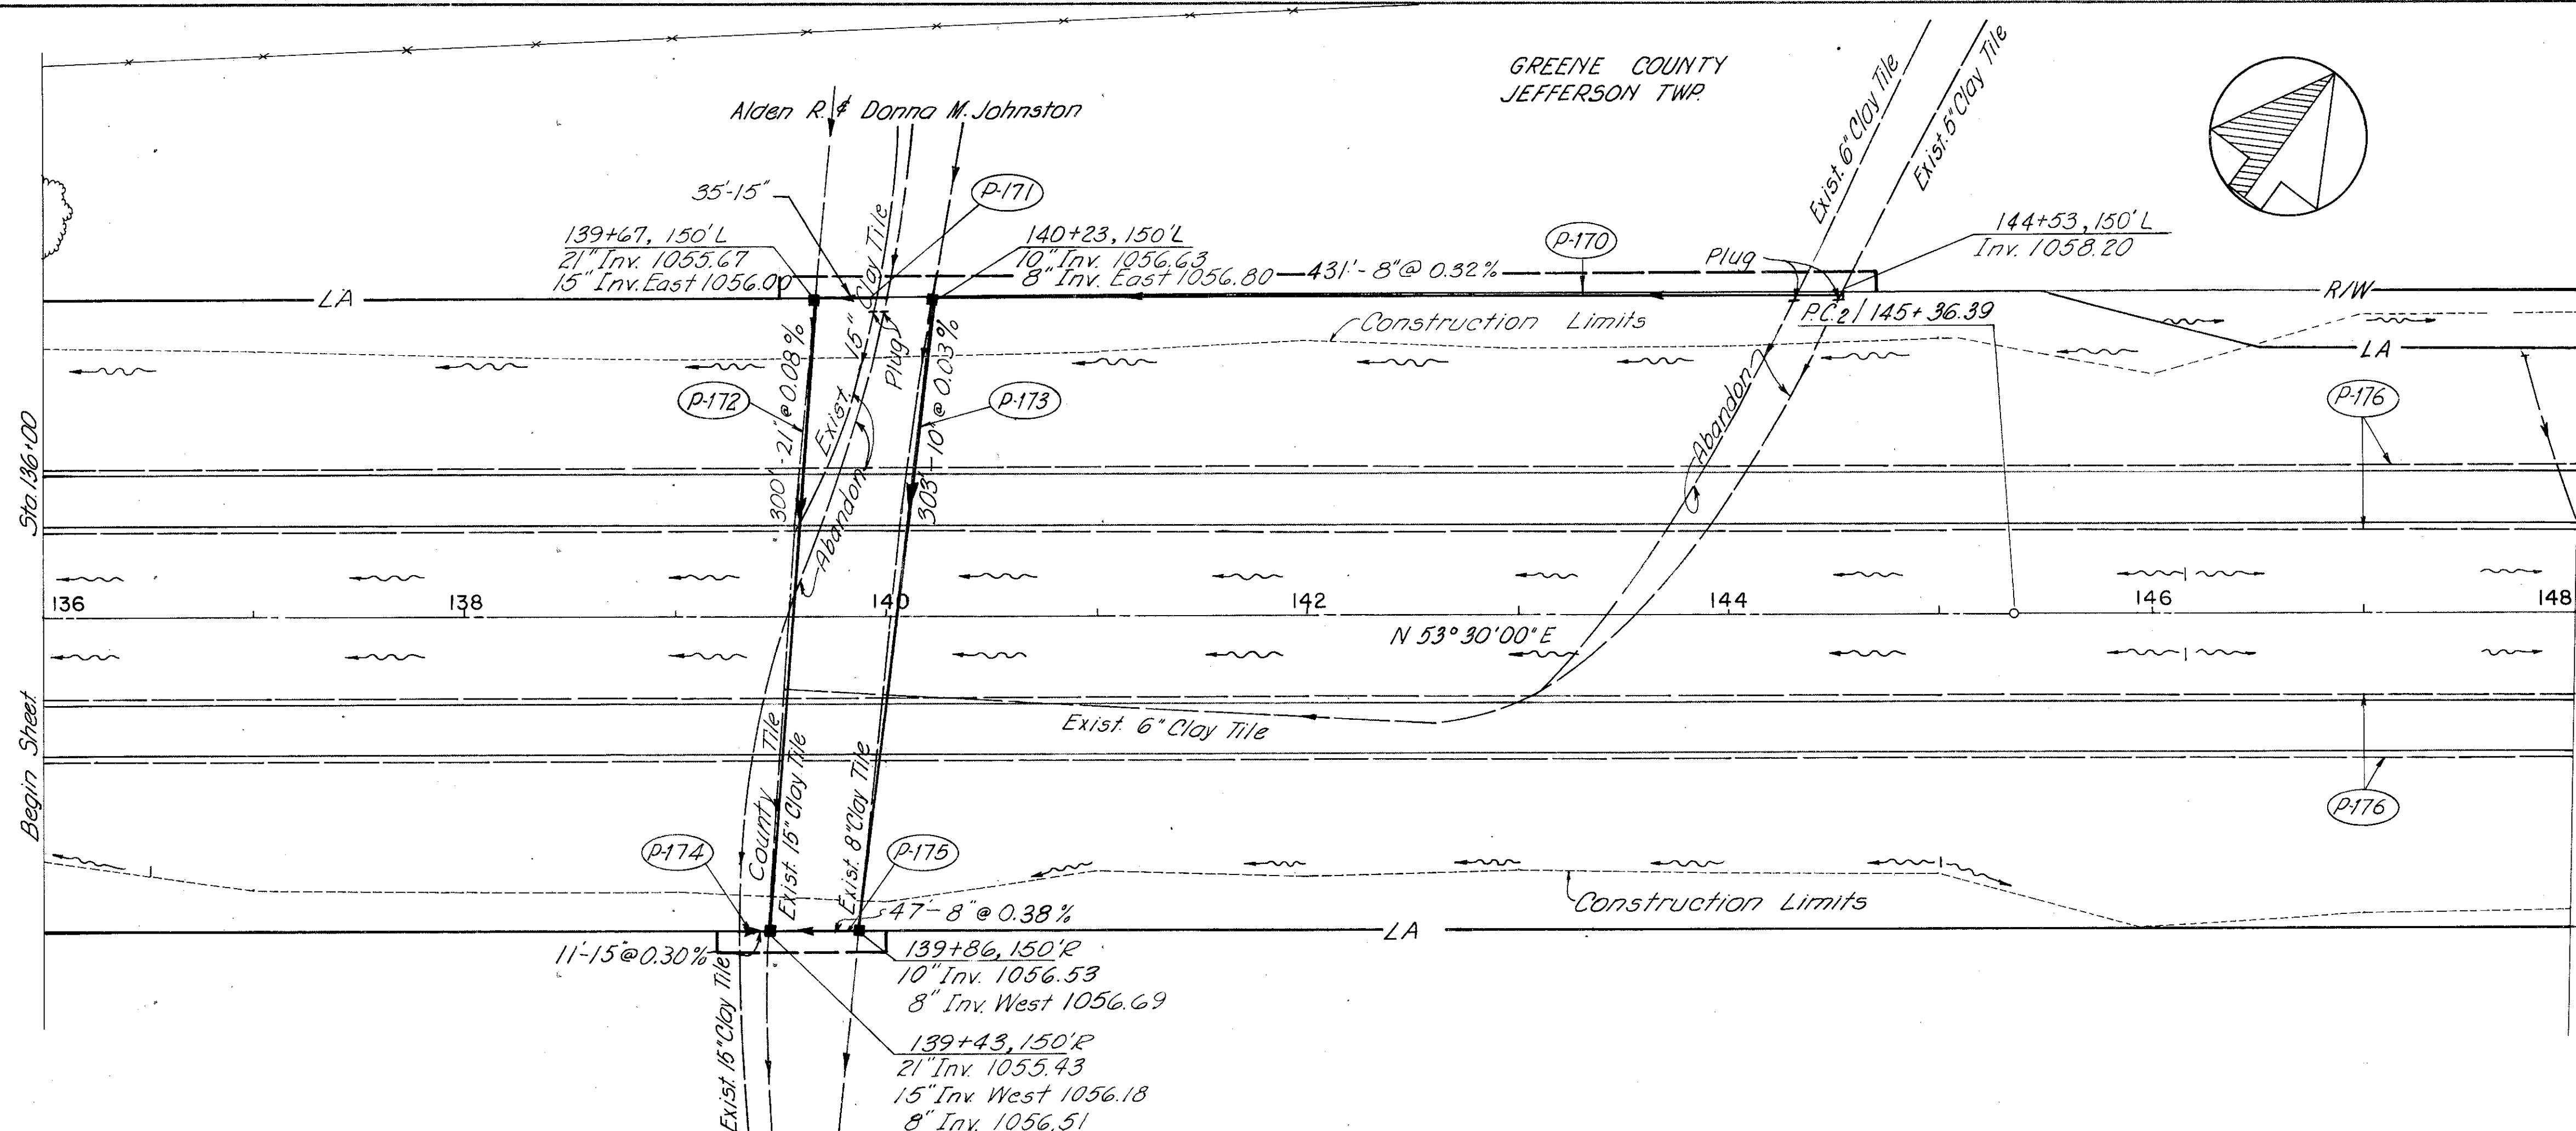 GREENE COUNTY
JEFFERSON TWP.
Alden R. & Donna M. Johnston
Exist. 6" Clay Tile
Exist. 5" Clay Tile
35'-15"
P-171
139+67, 150' L
21" Inv. 1055.67
15" Inv. East 1056.00
140+23, 150' L
10" Inv. 1056.63
8" Inv. East 1056.80
431'- 8" @ 0.32%
P-170
Plug
144+53, 150' L
Inv. 1058.20
LA
R/W
Exist. 15" Clay Tile
Plug
Construction Limits
P.C.2 / 145+36.39
LA
P-172
300'-21" @ 0.08%
303'-10" @ 0.03%
P-173
Abandon
Abandon
P-176
Sta. 136+00
136
138
140
142
144
146
148
N 53° 30' 00" E
Exist. 6" Clay Tile
Begin Sheet
County Tile
Exist. 15" Clay Tile
Exist. 8" Clay Tile
P-176
P-174
P-175
47'- 8" @ 0.38%
Construction Limits
LA
11'-15" @ 0.30%
139+86, 150' R
10" Inv. 1056.53
8" Inv. West 1056.69
Exist. 15" Clay Tile
139+43, 150' R
21" Inv. 1055.43
15" Inv. West 1056.18
8" Inv. 1056.51